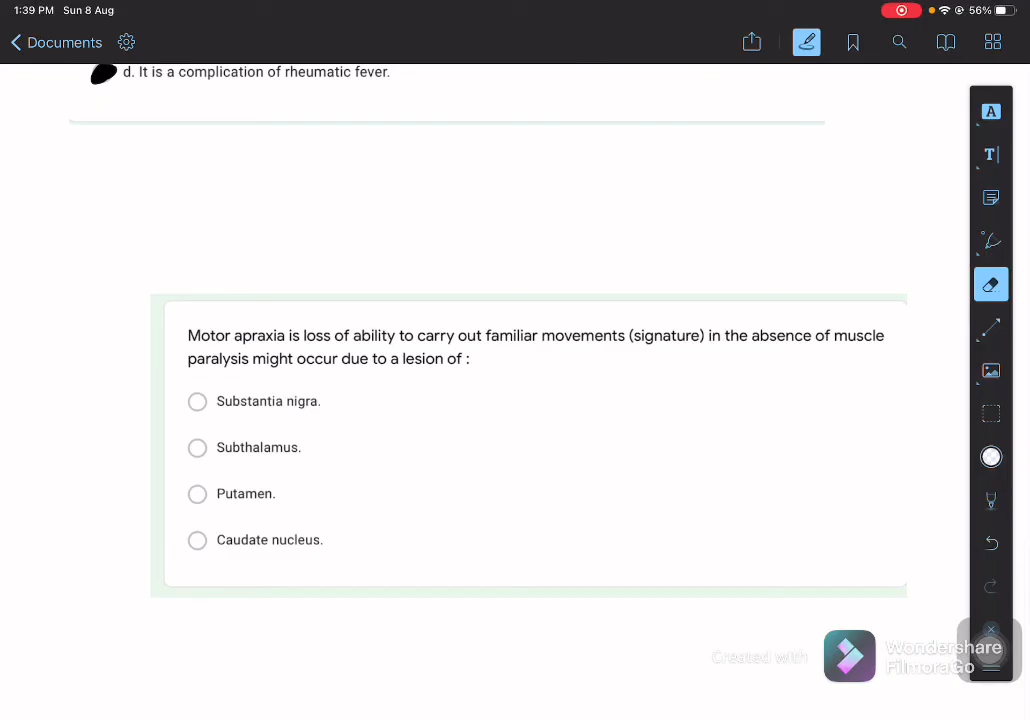 1:39 PM Sun 8 Aug
56%
Documents
d. It is a complication of rheumatic fever.
A
T
Motor apraxia is loss of ability to carry out familiar movements (signature) in the absence of muscle
paralysis might occur due to a lesion of :
Substantia nigra.
Subthalamus.
Putamen.
Caudate nucleus.
Created with
Wondershare
FilmoraGo